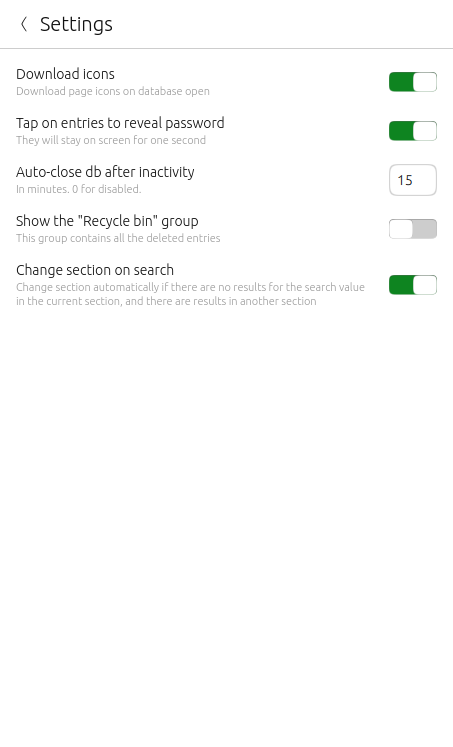 Settings
Download icons
Download page icons on database open
Tap on entries to reveal password
They will stay on screen for one second
Auto-close db after inactivity
In minutes. 0 for disabled.
15
Show the "Recycle bin" group
This group contains all the deleted entries
Change section on search
Change section automatically if there are no results for the search value
in the current section, and there are results in another section